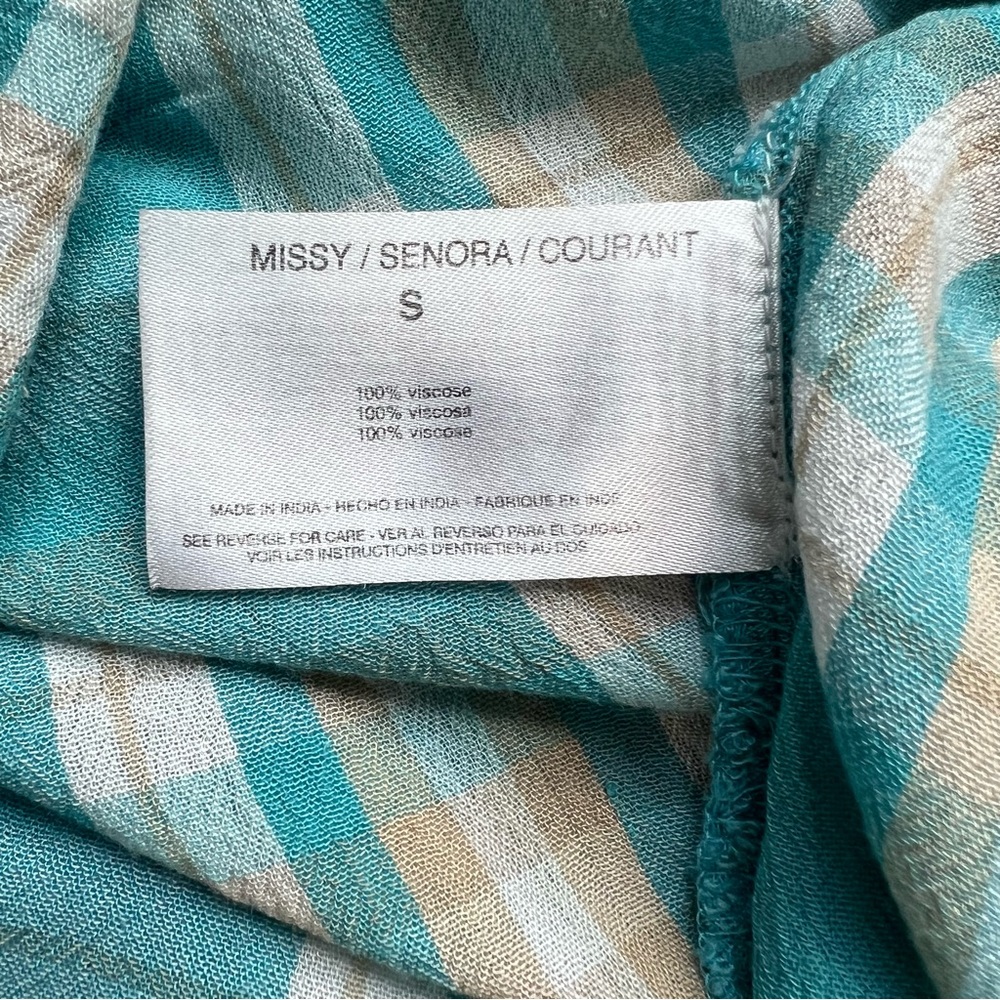 MISSY / SENORA / COURANT
S
100% viscose
100% viscosa
100% viscose
MADE IN INDIA - HECHO EN INDIA - FABRIQUE EN INDE
SEE REVERSE FOR CARE - VER AL REVERSO PARA EL CUIDADO
VOIR LES INSTRUCTIONS D'ENTRETIEN AU DOS